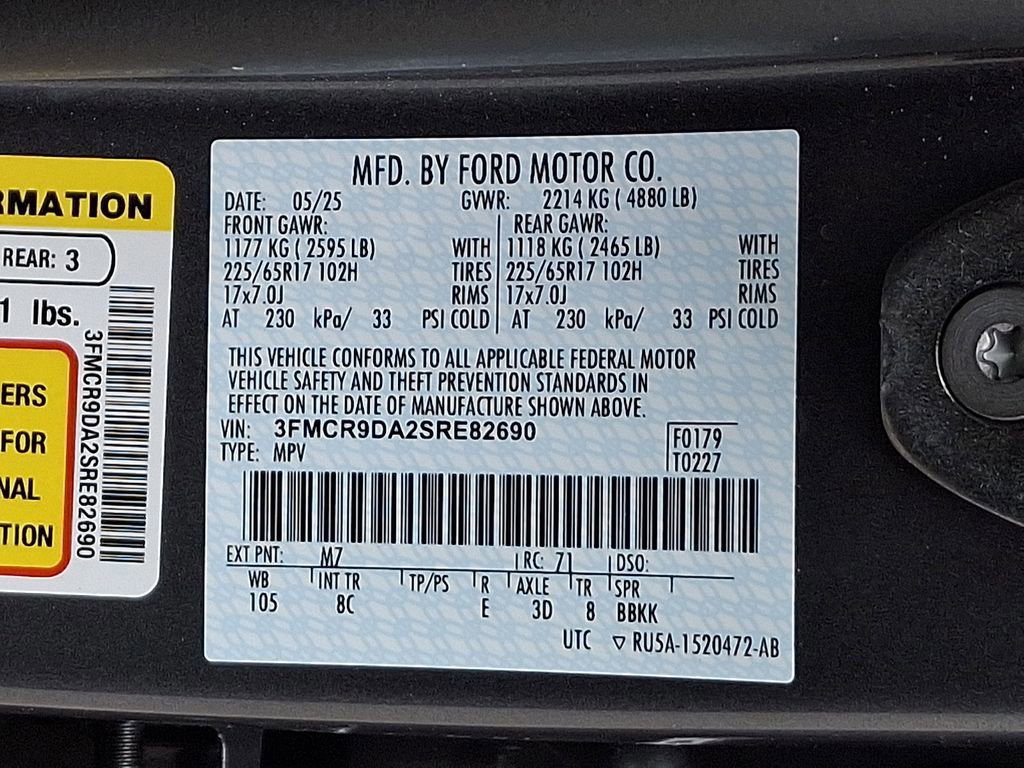 RMATION
REAR: 3
1 lbs.
ERS
FOR
NAL
TION
3FMCR9DA2SRE82690
MFD. BY FORD MOTOR CO.
DATE: 05/25 GVWR: 2214 KG ( 4880 LB)
FRONT GAWR: REAR GAWR:
1177 KG ( 2595 LB) WITH 1118 KG ( 2465 LB) WITH
225/65R17 102H TIRES 225/65R17 102H TIRES
17x7.0J RIMS 17x7.0J RIMS
AT 230 kPa/ 33 PSI COLD AT 230 kPa/ 33 PSI COLD
THIS VEHICLE CONFORMS TO ALL APPLICABLE FEDERAL MOTOR
VEHICLE SAFETY AND THEFT PREVENTION STANDARDS IN
EFFECT ON THE DATE OF MANUFACTURE SHOWN ABOVE.
VIN: 3FMCR9DA2SRE82690
TYPE: MPV
F0179
T0227
EXT PNT: M7 RC: 71 DSO:
WB INT TR TP/PS R AXLE TR SPR
105 8C E 3D 8 BBKK
UTC ▽ RU5A-1520472-AB